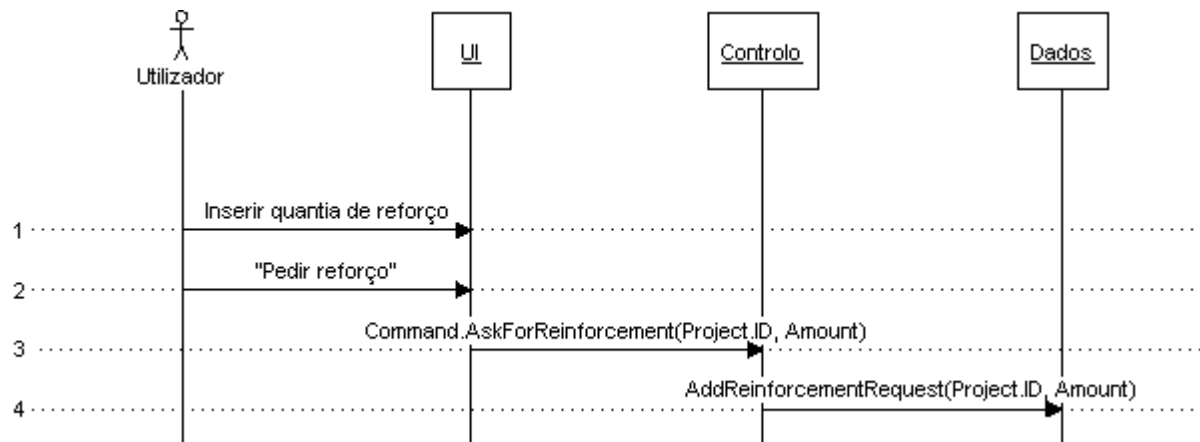 Utilizador
UI
Controlo
Dados
1
Inserir quantia de reforço
2
"Pedir reforço"
3
Command.AskForReinforcement(Project.ID, Amount)
4
AddReinforcementRequest(Project.ID, Amount)